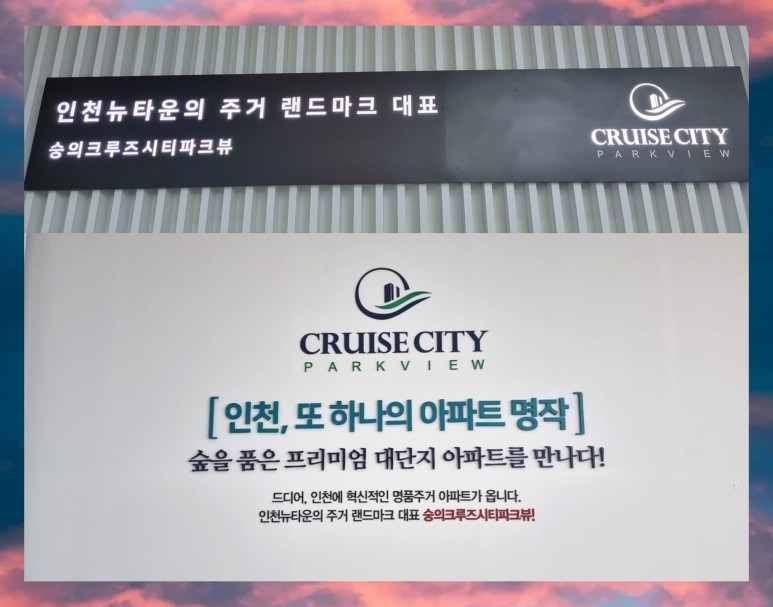 인천뉴타운의 주거 랜드마크 대표
숭의크루즈시티파크뷰
CRUISE CITY
PARKVIEW
CRUISE CITY
PARKVIEW
[인천, 또 하나의 아파트 명작]
숲을 품은 프리미엄 대단지 아파트를 만나다!
드디어, 인천에 혁신적인 명품주거 아파트가 옵니다.
인천뉴타운의 주거 랜드마크 대표 숭의크루즈시티파크뷰!